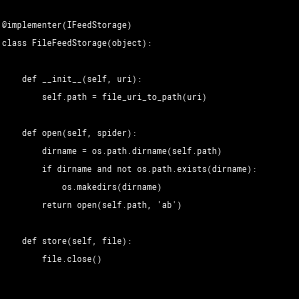 @implementer(IFeedStorage)
class FileFeedStorage(object):
    def __init__(self, uri):
        self.path = file_uri_to_path(uri)
    def open(self, spider):
        dirname = os.path.dirname(self.path)
        if dirname and not os.path.exists(dirname):
            os.makedirs(dirname)
        return open(self.path, 'ab')
    def store(self, file):
        file.close()